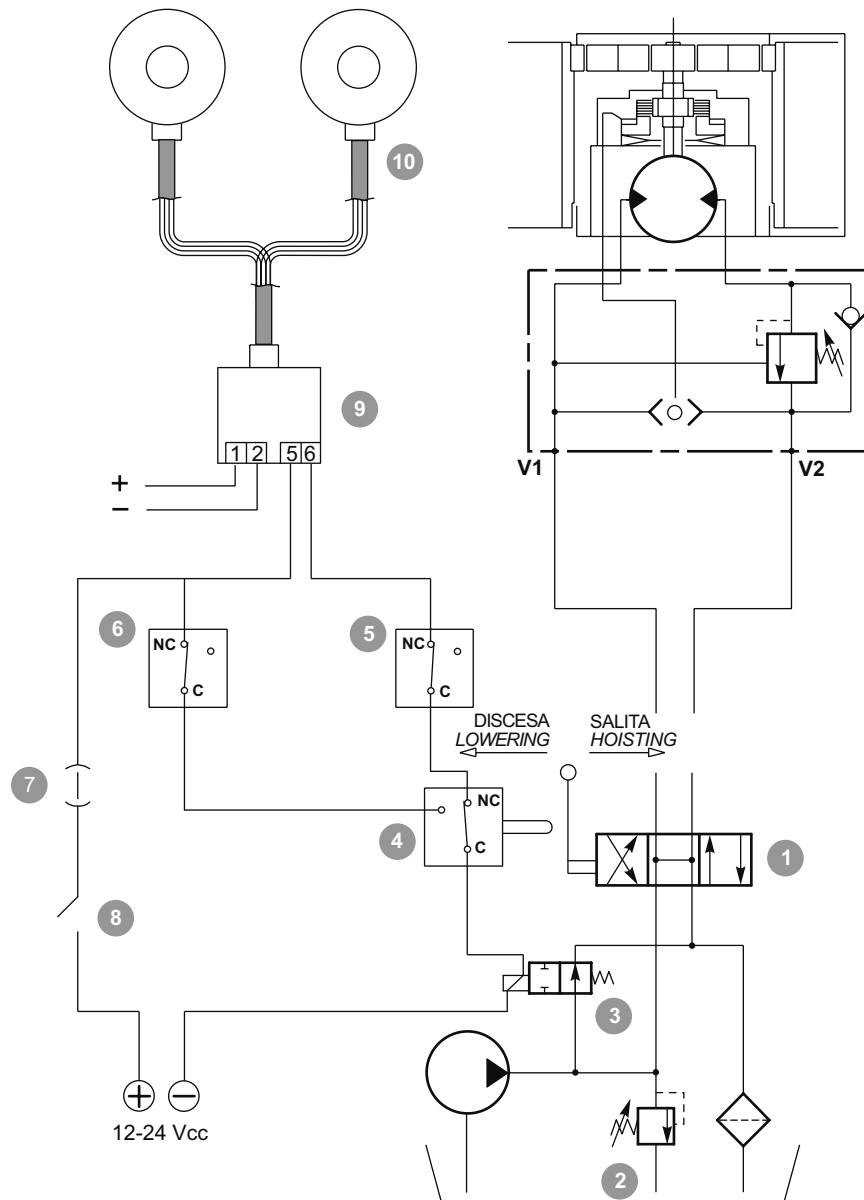 10
9
1 2 5 6
+
−
V1
V2
6
NC
C
5
NC
C
DISCESA
LOWERING
SALITA
HOISTING
7
4
NC
C
1
8
3
+ −
12-24 Vcc
2